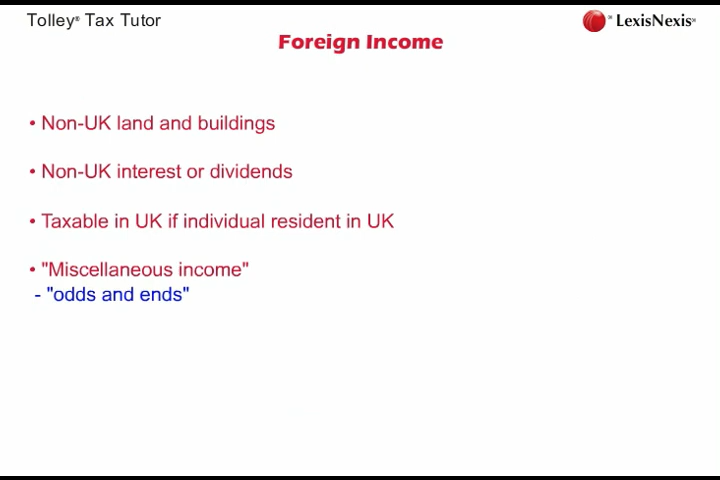 Tolley® Tax Tutor
LexisNexis®
Foreign Income
• Non-UK land and buildings
• Non-UK interest or dividends
• Taxable in UK if individual resident in UK
• "Miscellaneous income"
- "odds and ends"